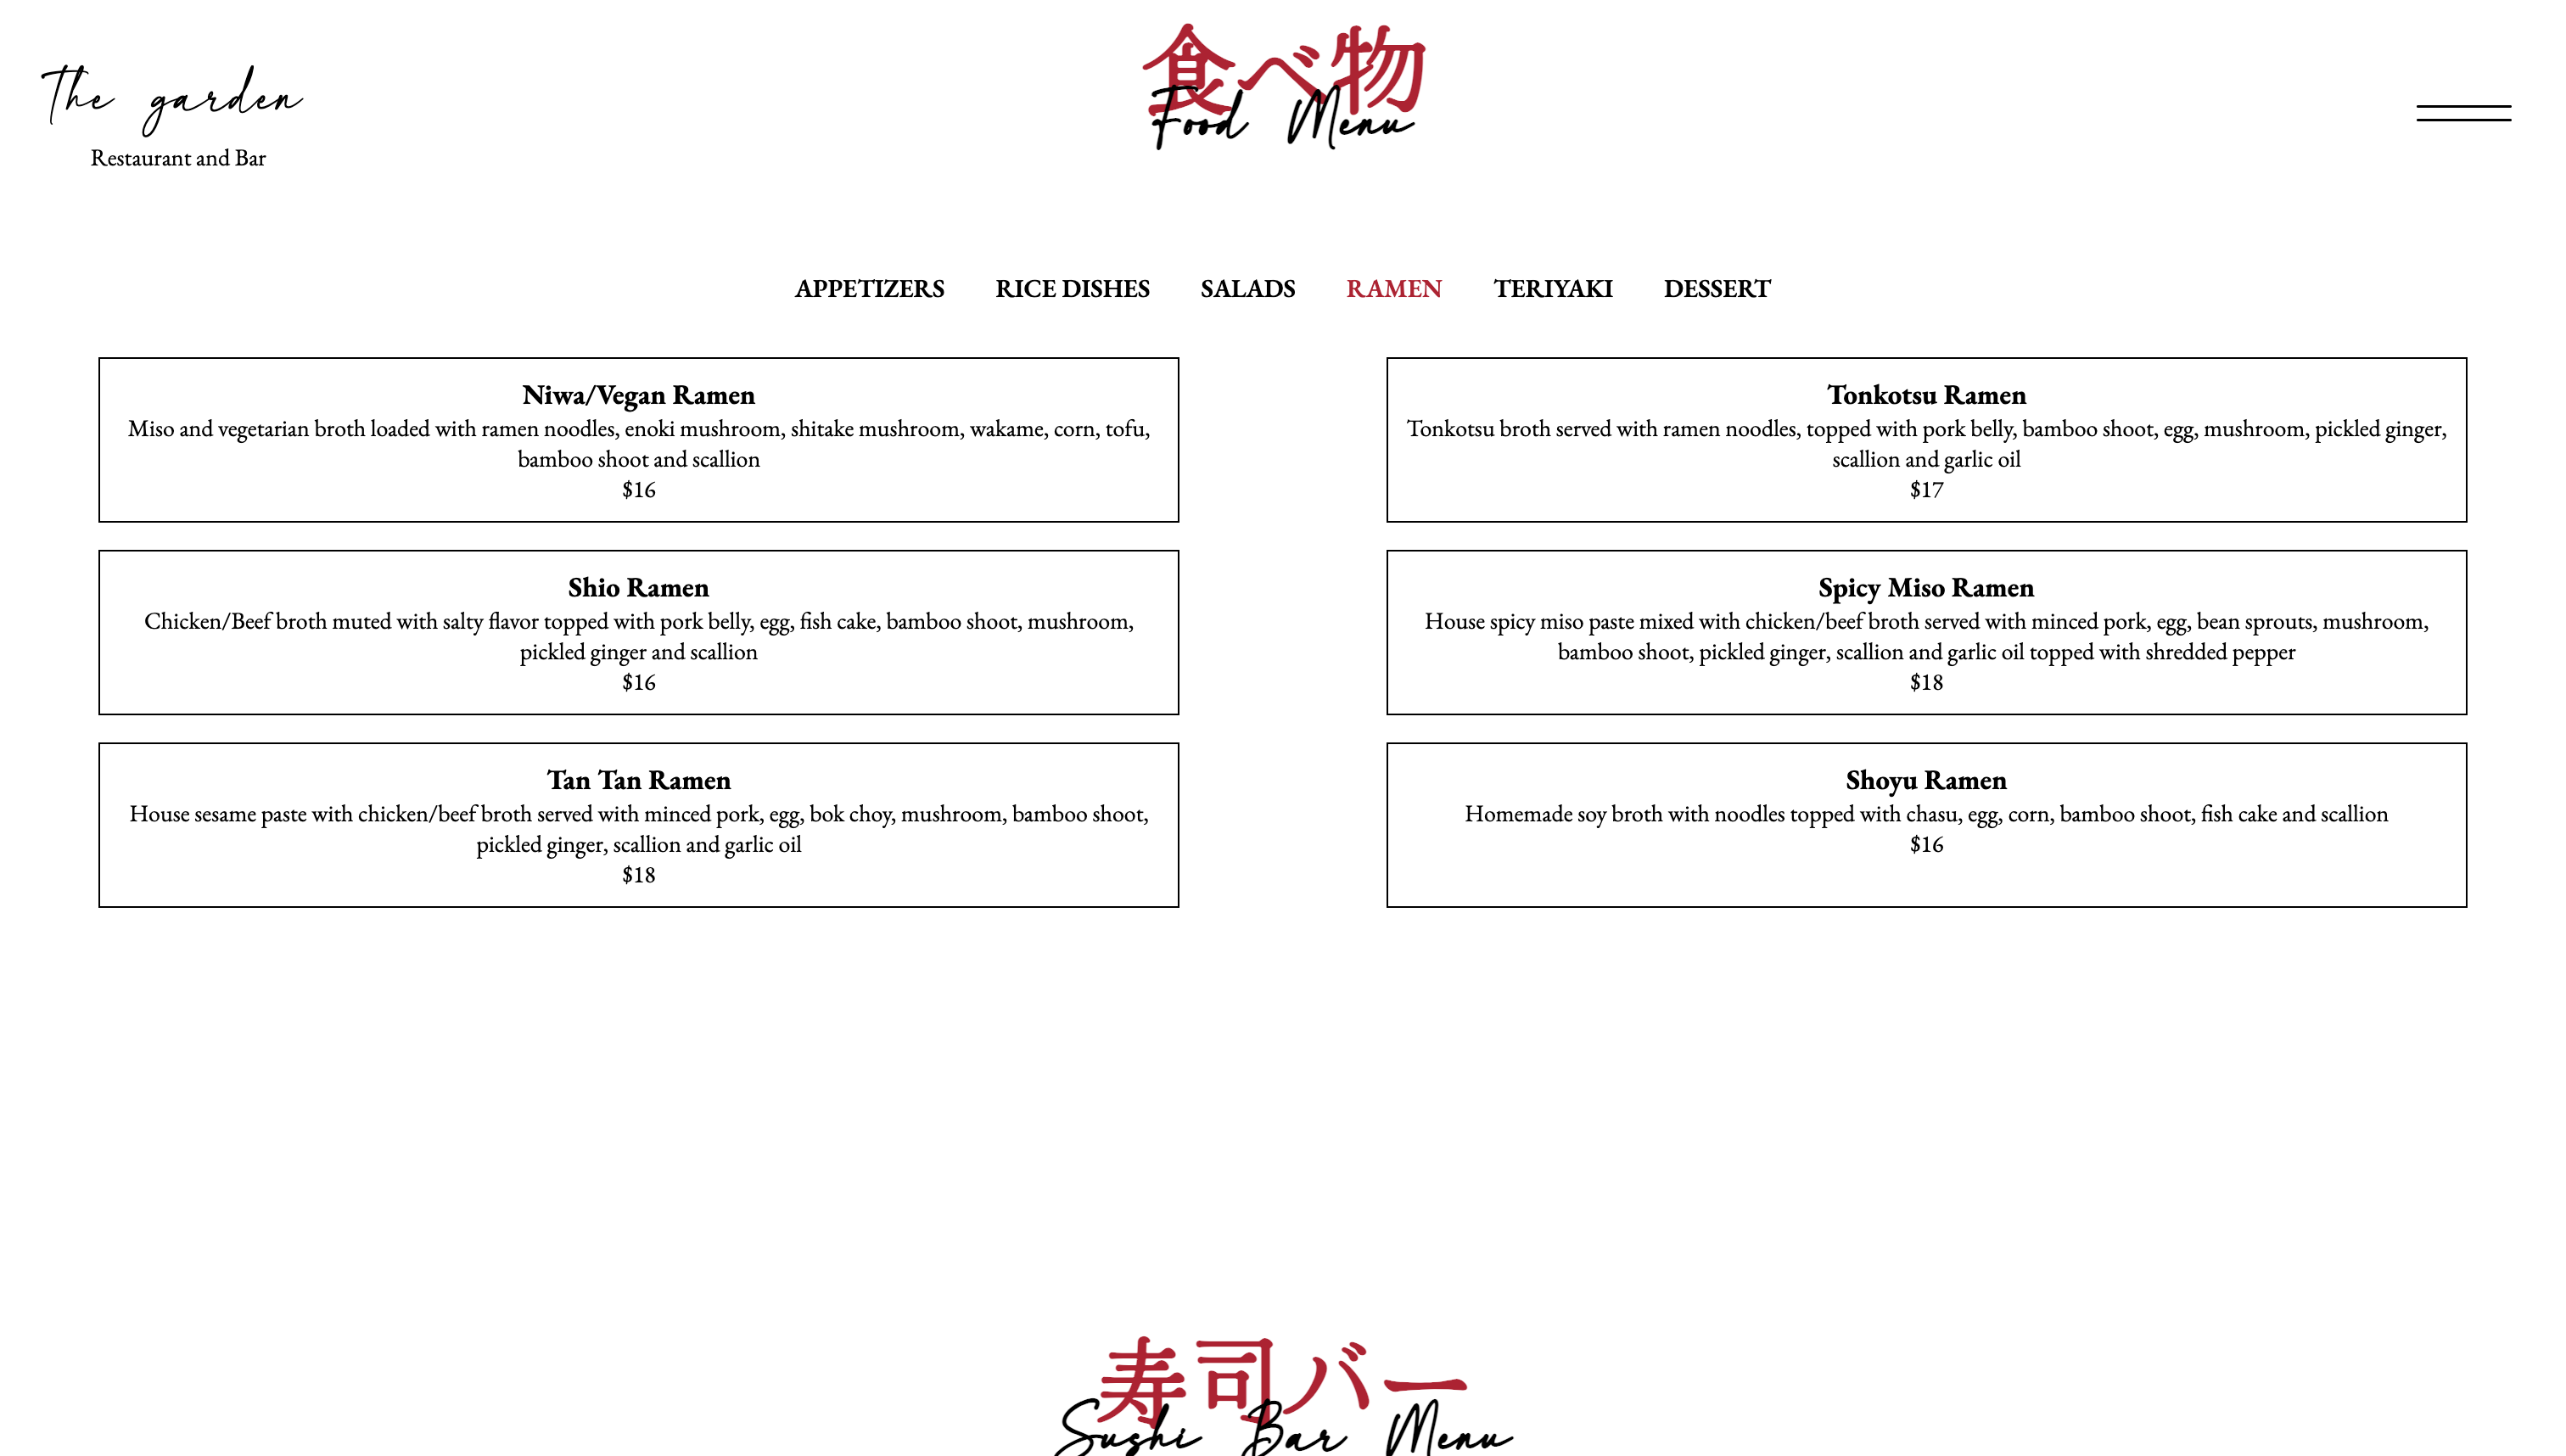 The garden
Restaurant and Bar
食べ物
Food Menu
APPETIZERS RICE DISHES SALADS RAMEN TERIYAKI DESSERT
Niwa/Vegan Ramen
Miso and vegetarian broth loaded with ramen noodles, enoki mushroom, shitake mushroom, wakame, corn, tofu,
bamboo shoot and scallion
$16
Tonkotsu Ramen
Tonkotsu broth served with ramen noodles, topped with pork belly, bamboo shoot, egg, mushroom, pickled ginger,
scallion and garlic oil
$17
Shio Ramen
Chicken/Beef broth muted with salty flavor topped with pork belly, egg, fish cake, bamboo shoot, mushroom,
pickled ginger and scallion
$16
Spicy Miso Ramen
House spicy miso paste mixed with chicken/beef broth served with minced pork, egg, bean sprouts, mushroom,
bamboo shoot, pickled ginger, scallion and garlic oil topped with shredded pepper
$18
Tan Tan Ramen
House sesame paste with chicken/beef broth served with minced pork, egg, bok choy, mushroom, bamboo shoot,
pickled ginger, scallion and garlic oil
$18
Shoyu Ramen
Homemade soy broth with noodles topped with chasu, egg, corn, bamboo shoot, fish cake and scallion
$16
寿司バー
Sushi Bar Menu